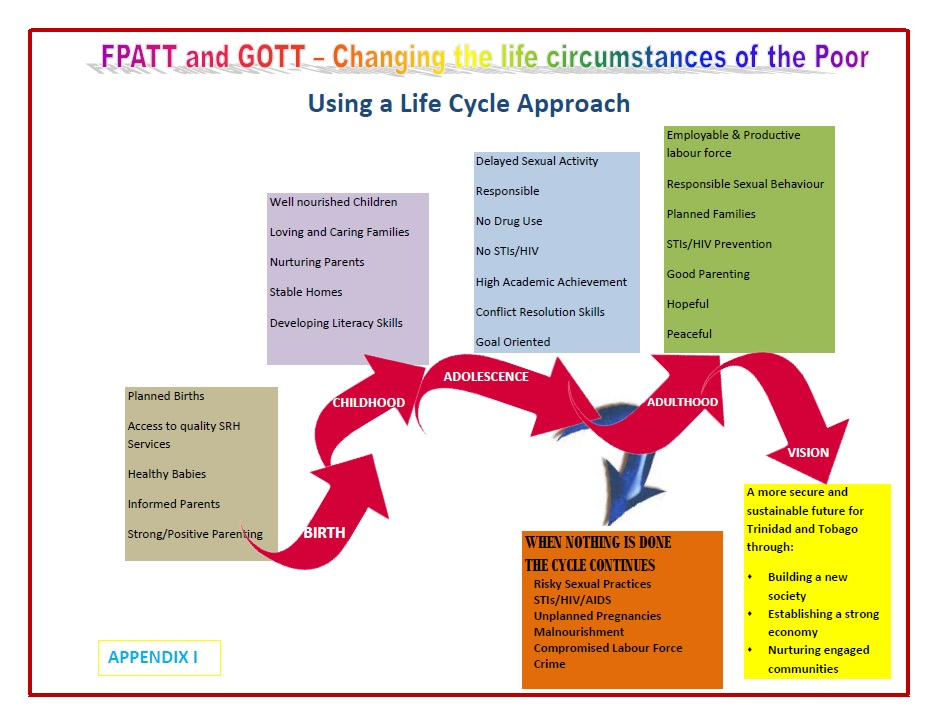 FPATT and GOTT – Changing the life circumstances of the Poor
Using a Life Cycle Approach
Planned Births
Access to quality SRH
Services
Healthy Babies
Informed Parents
Strong/Positive Parenting
BIRTH
Well nourished Children
Loving and Caring Families
Nurturing Parents
Stable Homes
Developing Literacy Skills
CHILDHOOD
Delayed Sexual Activity
Responsible
No Drug Use
No STIs/HIV
High Academic Achievement
Conflict Resolution Skills
Goal Oriented
ADOLESCENCE
Employable & Productive
labour force
Responsible Sexual Behaviour
Planned Families
STIs/HIV Prevention
Good Parenting
Hopeful
Peaceful
ADULTHOOD
VISION
A more secure and
sustainable future for
Trinidad and Tobago
through:
• Building a new
society
• Establishing a strong
economy
• Nurturing engaged
communities
WHEN NOTHING IS DONE
THE CYCLE CONTINUES
Risky Sexual Practices
STIs/HIV/AIDS
Unplanned Pregnancies
Malnourishment
Compromised Labour Force
Crime
APPENDIX I